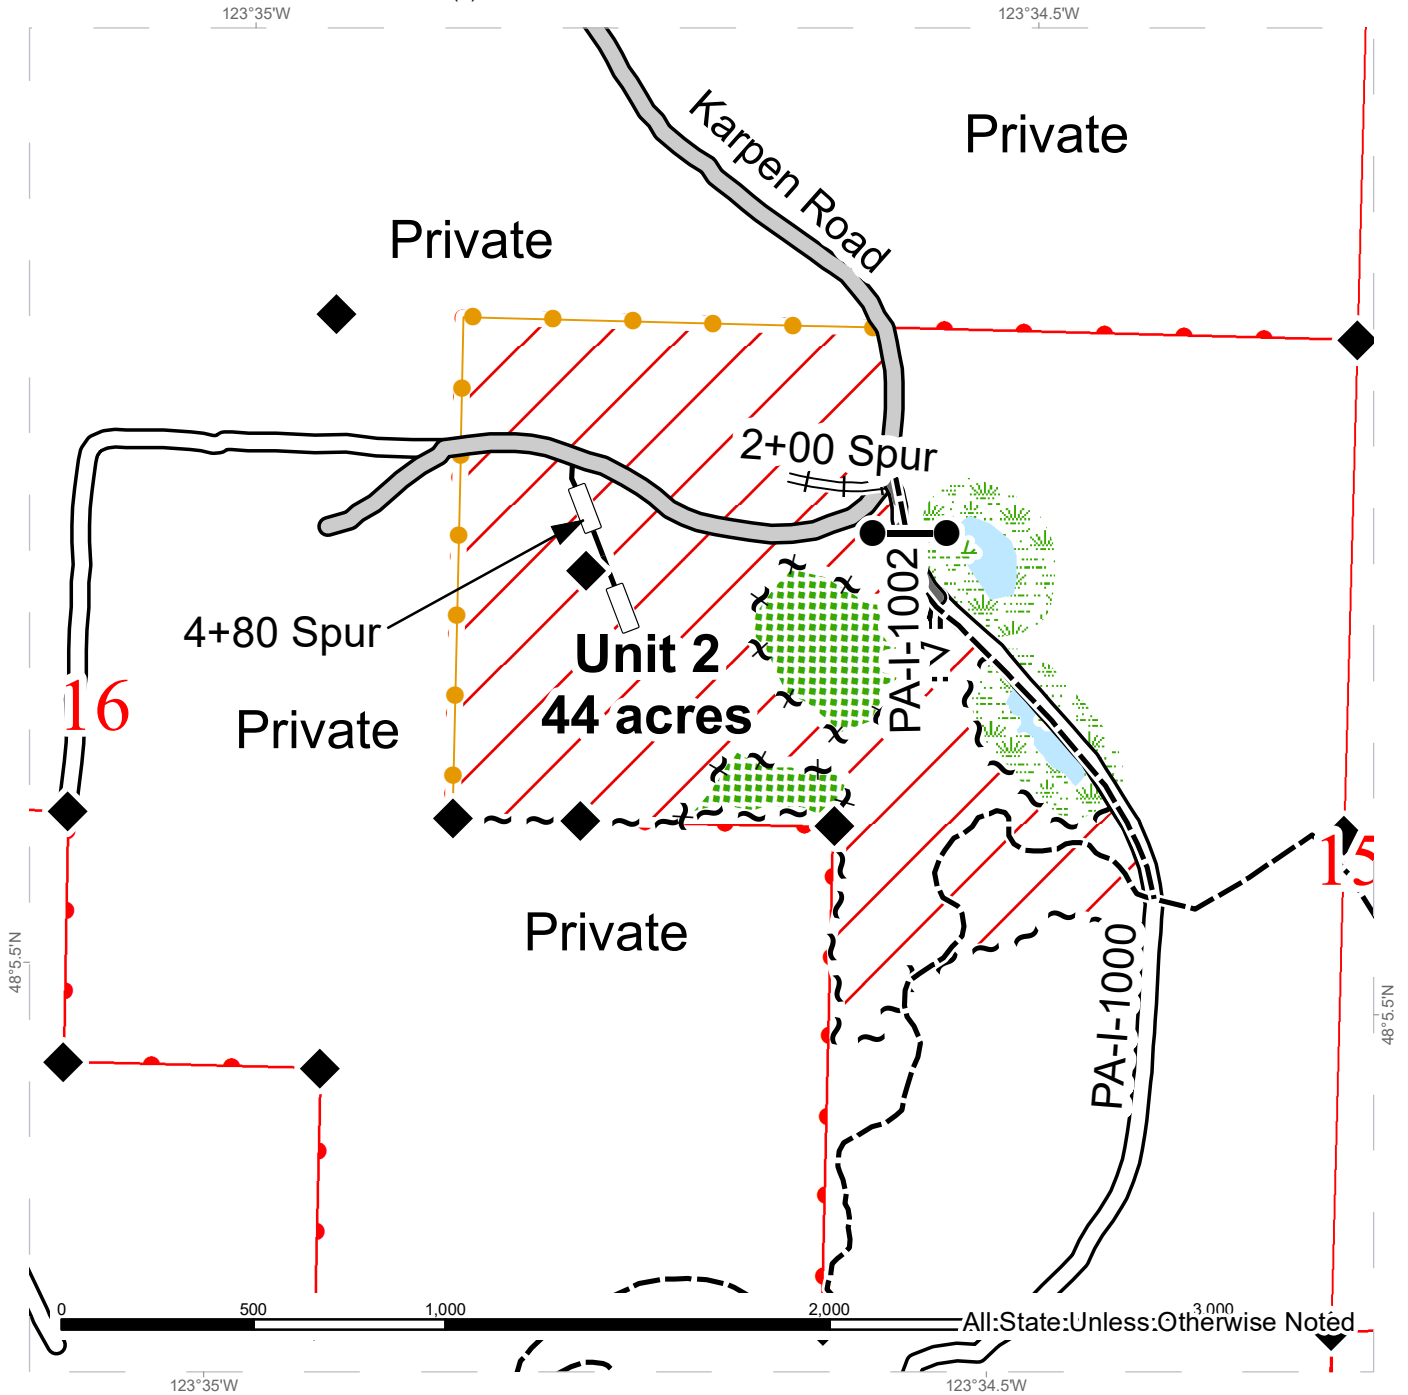 123°35'W
123°34.5'W
Karpen Road
Private
Private
2+00 Spur
4+80 Spur
PA-I-1002
Unit 2
44 acres
16
Private
15
Private
PA-I-1000
48°5.5'N
48°5.5'N
0 500 1,000 2,000 3,000
All State Unless Otherwise Noted
123°35'W
123°34.5'W